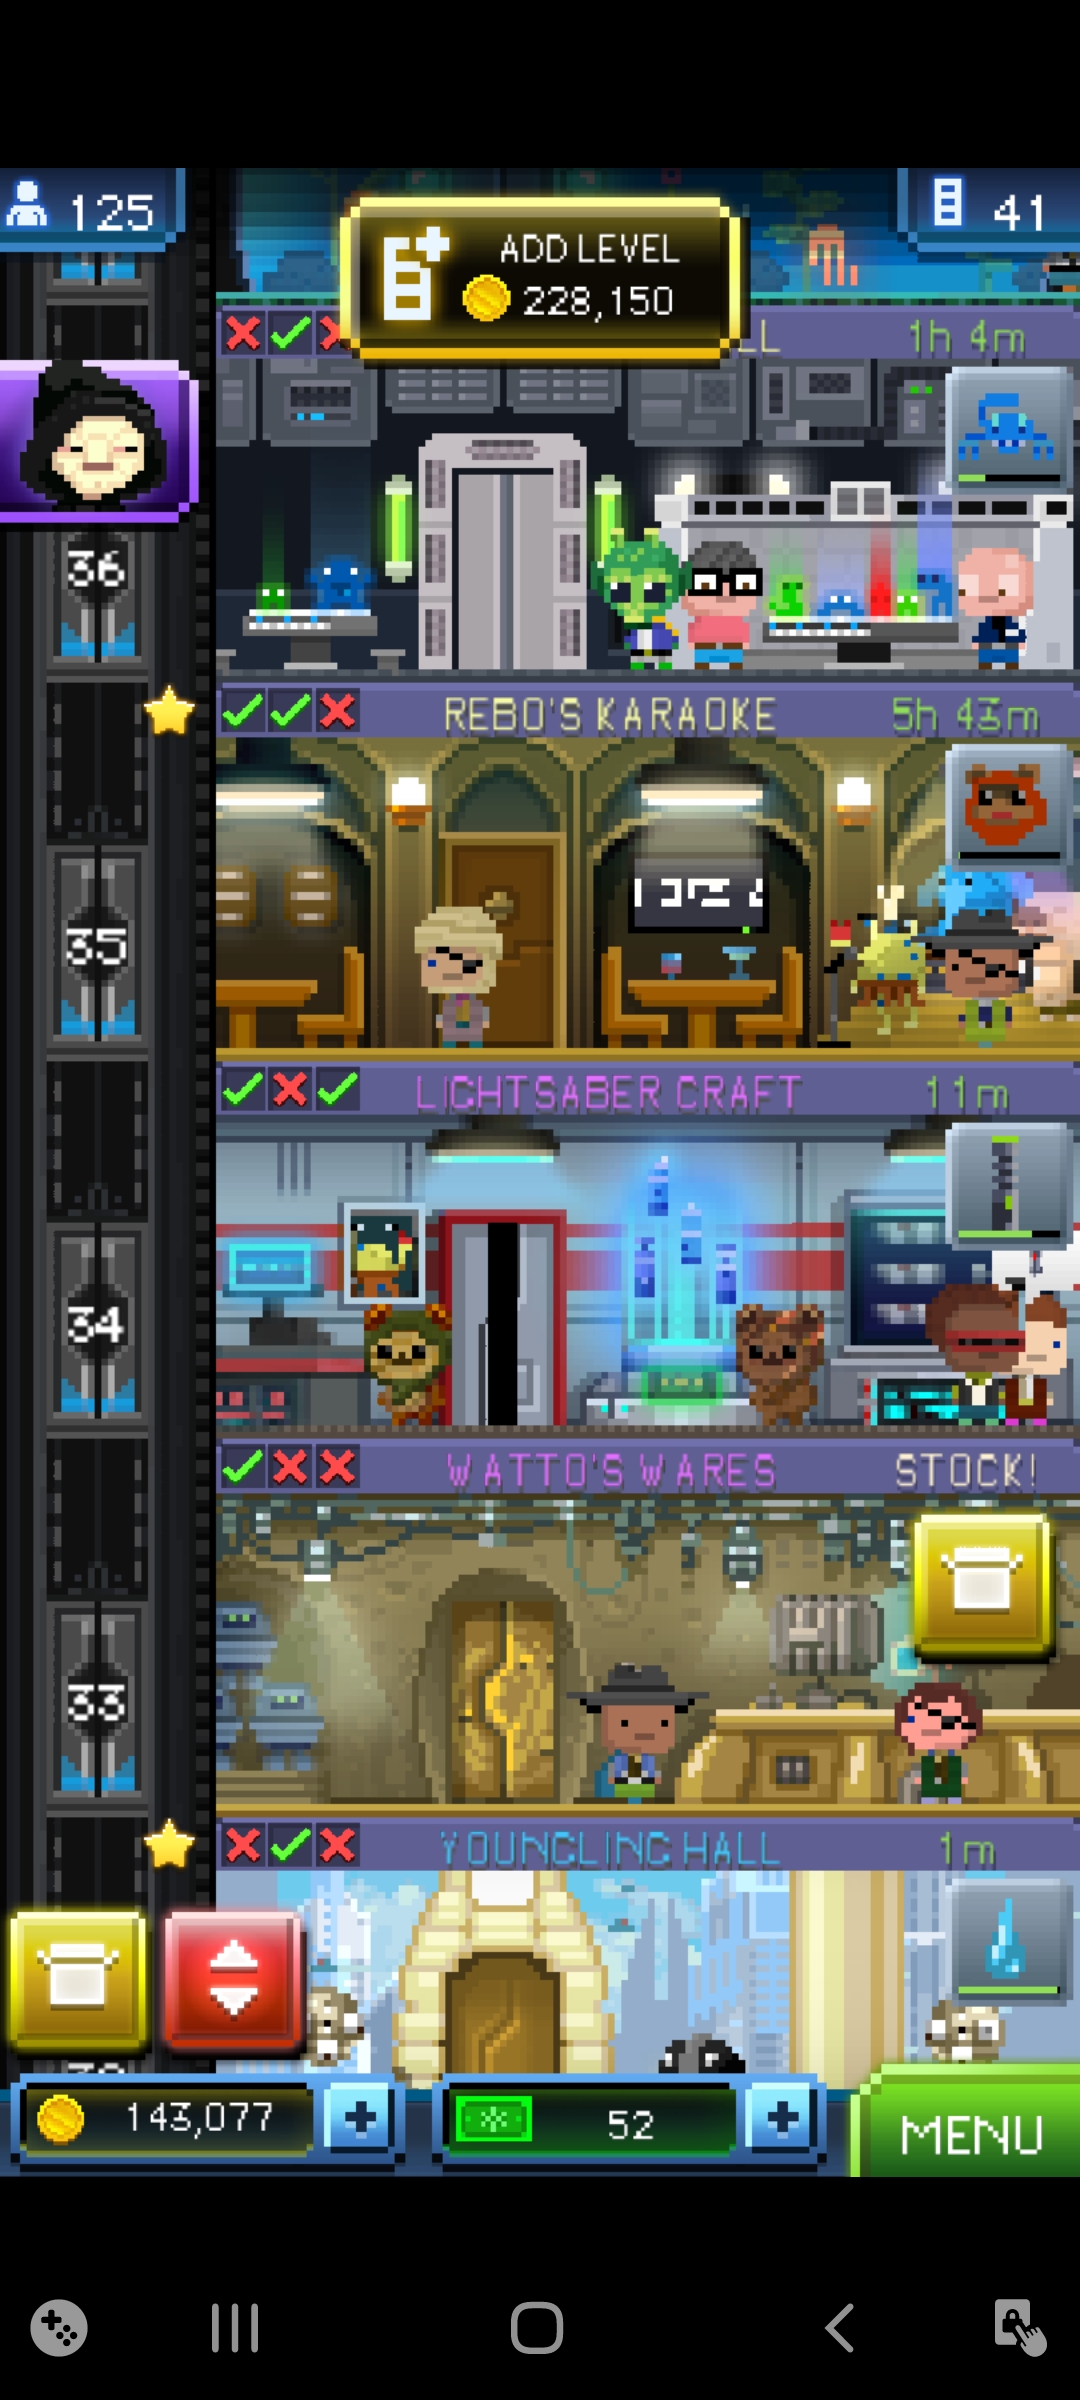 125
ADD LEVEL
228,150
41
LL
1h 4m
36
REBO'S KARAOKE
5h 43m
35
LIGHTSABER CRAFT
11m
34
WATTO'S WARES
STOCK!
33
YOUNGLING HALL
1m
143,077
52
MENU